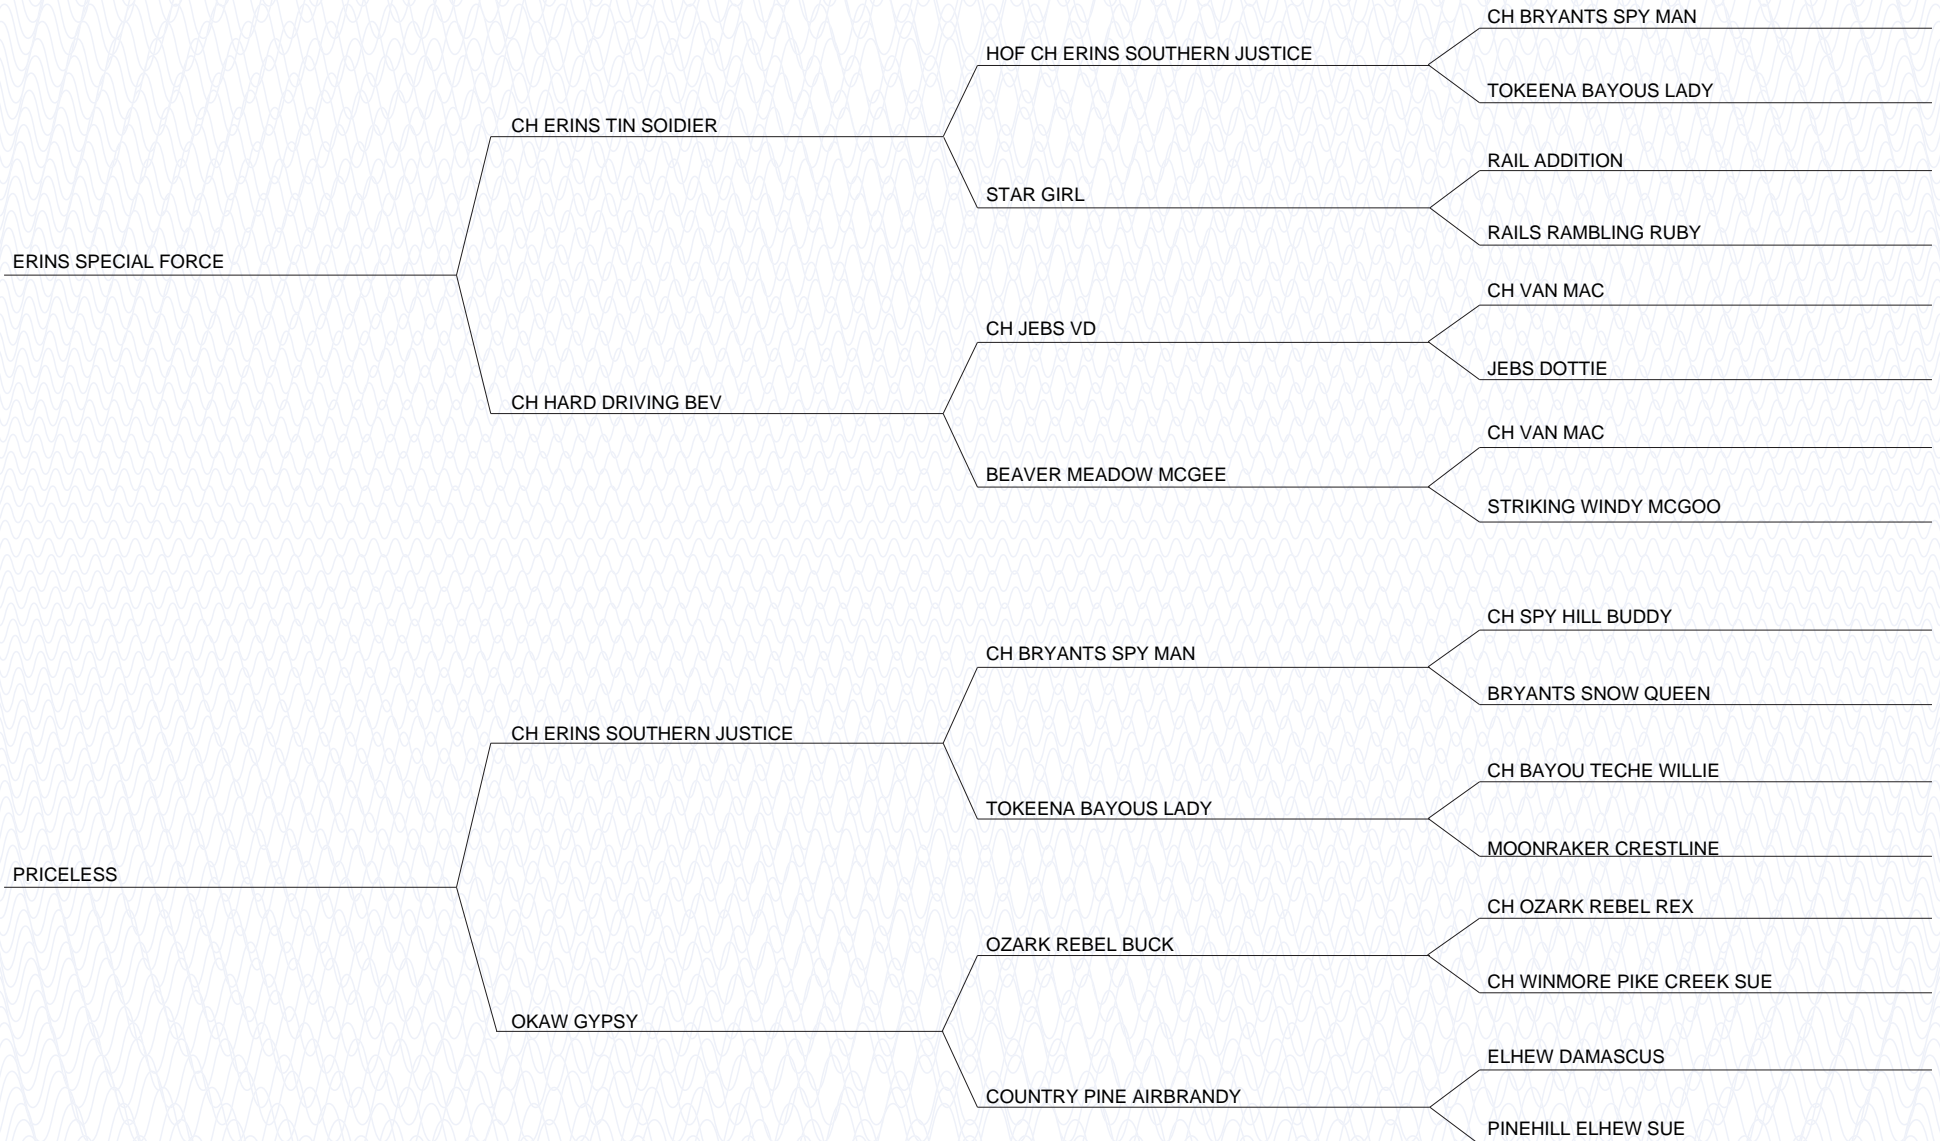 CH BRYANTS SPY MAN
HOF CH ERINS SOUTHERN JUSTICE
TOKEENA BAYOUS LADY
CH ERINS TIN SOIDIER
RAIL ADDITION
STAR GIRL
RAILS RAMBLING RUBY
ERINS SPECIAL FORCE
CH VAN MAC
CH JEBS VD
JEBS DOTTIE
CH HARD DRIVING BEV
CH VAN MAC
BEAVER MEADOW MCGEE
STRIKING WINDY MCGOO
CH SPY HILL BUDDY
CH BRYANTS SPY MAN
BRYANTS SNOW QUEEN
CH ERINS SOUTHERN JUSTICE
CH BAYOU TECHE WILLIE
TOKEENA BAYOUS LADY
MOONRAKER CRESTLINE
PRICELESS
CH OZARK REBEL REX
OZARK REBEL BUCK
CH WINMORE PIKE CREEK SUE
OKAW GYPSY
ELHEW DAMASCUS
COUNTRY PINE AIRBRANDY
PINEHILL ELHEW SUE